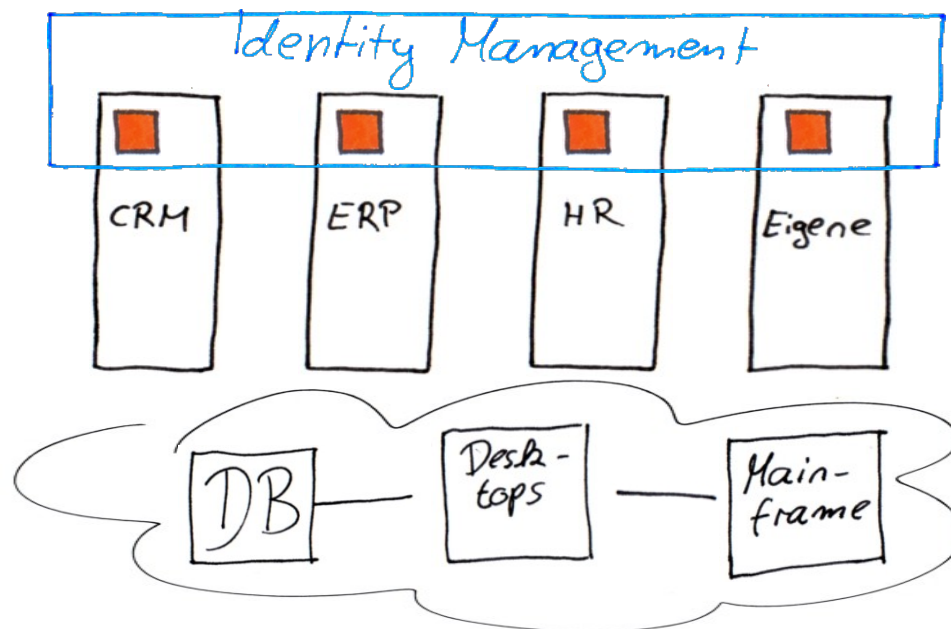 Identity Management
CRM
ERP
HR
Eigene
DB
Desk-
tops
Main-
frame